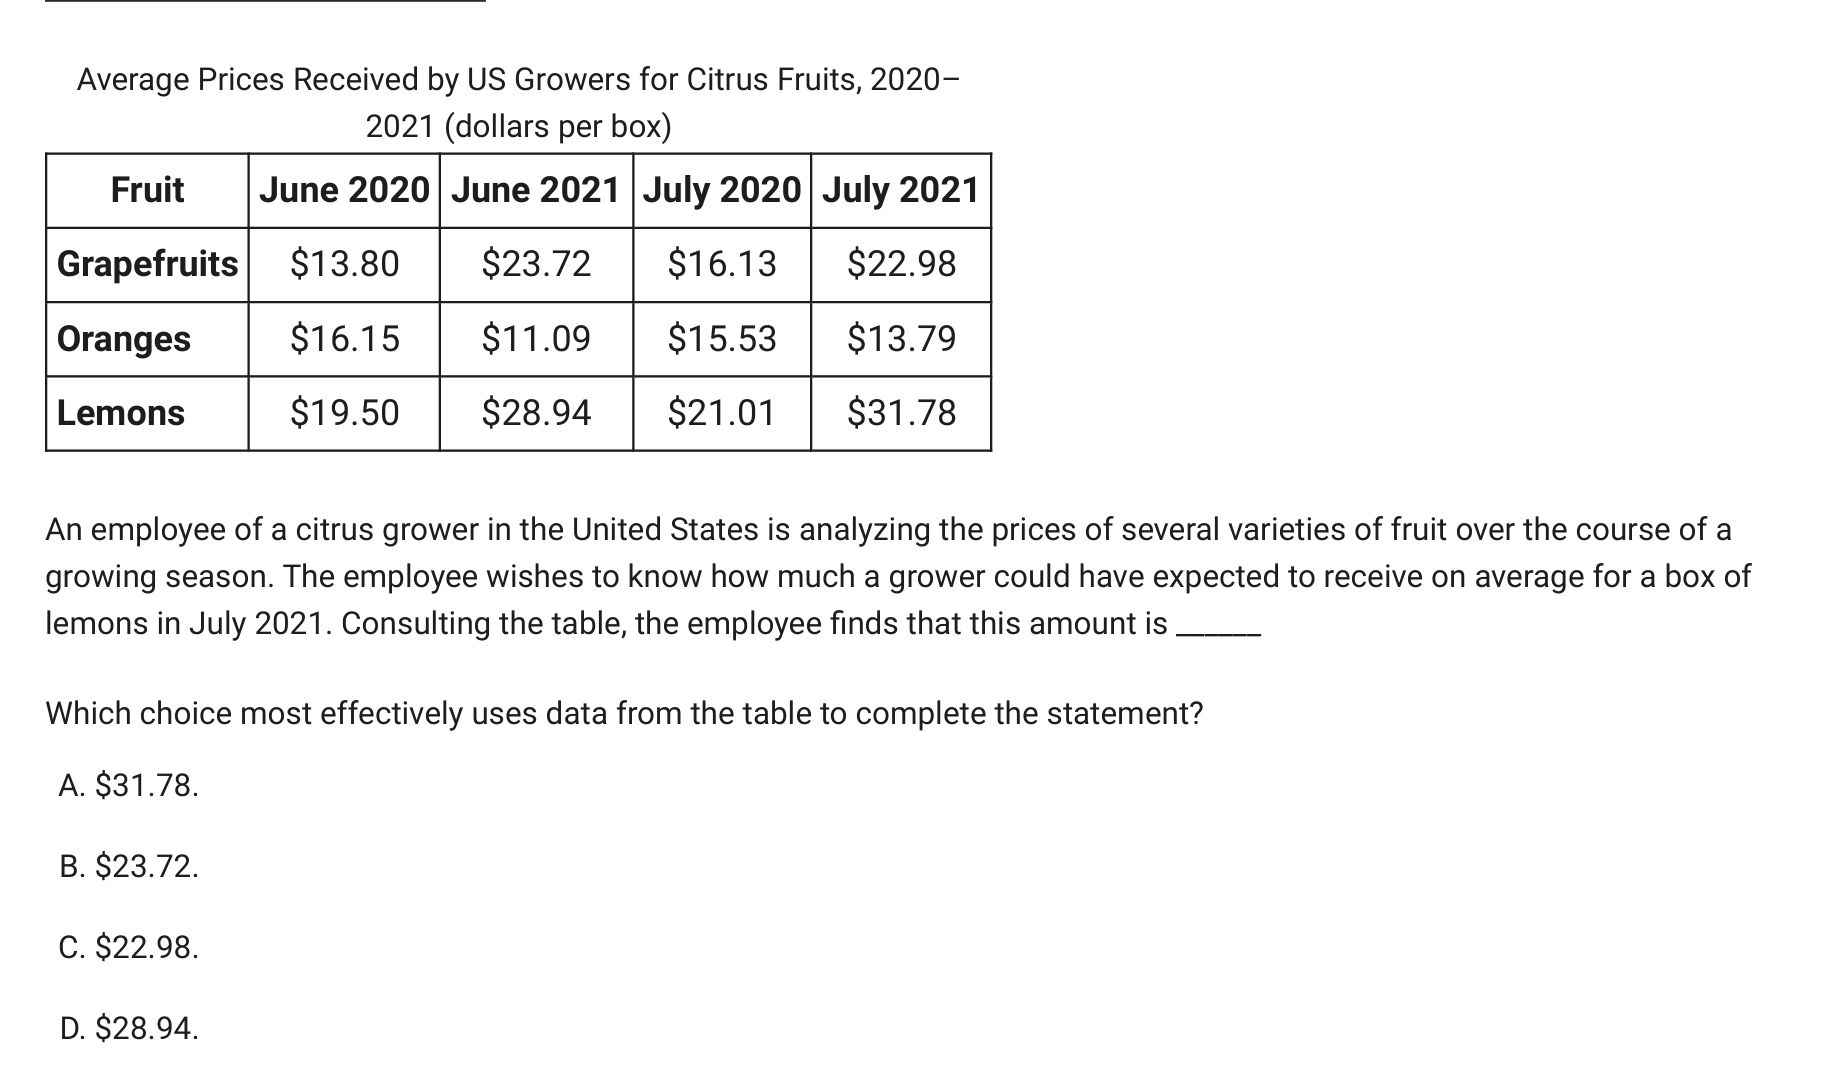 Average Prices Received by US Growers for Citrus Fruits, 2020–
2021 (dollars per box)
Fruit June 2020 June 2021 July 2020 July 2021
Grapefruits $13.80 $23.72 $16.13 $22.98
Oranges $16.15 $11.09 $15.53 $13.79
Lemons $19.50 $28.94 $21.01 $31.78
An employee of a citrus grower in the United States is analyzing the prices of several varieties of fruit over the course of a
growing season. The employee wishes to know how much a grower could have expected to receive on average for a box of
lemons in July 2021. Consulting the table, the employee finds that this amount is ______
Which choice most effectively uses data from the table to complete the statement?
A. $31.78.
B. $23.72.
C. $22.98.
D. $28.94.